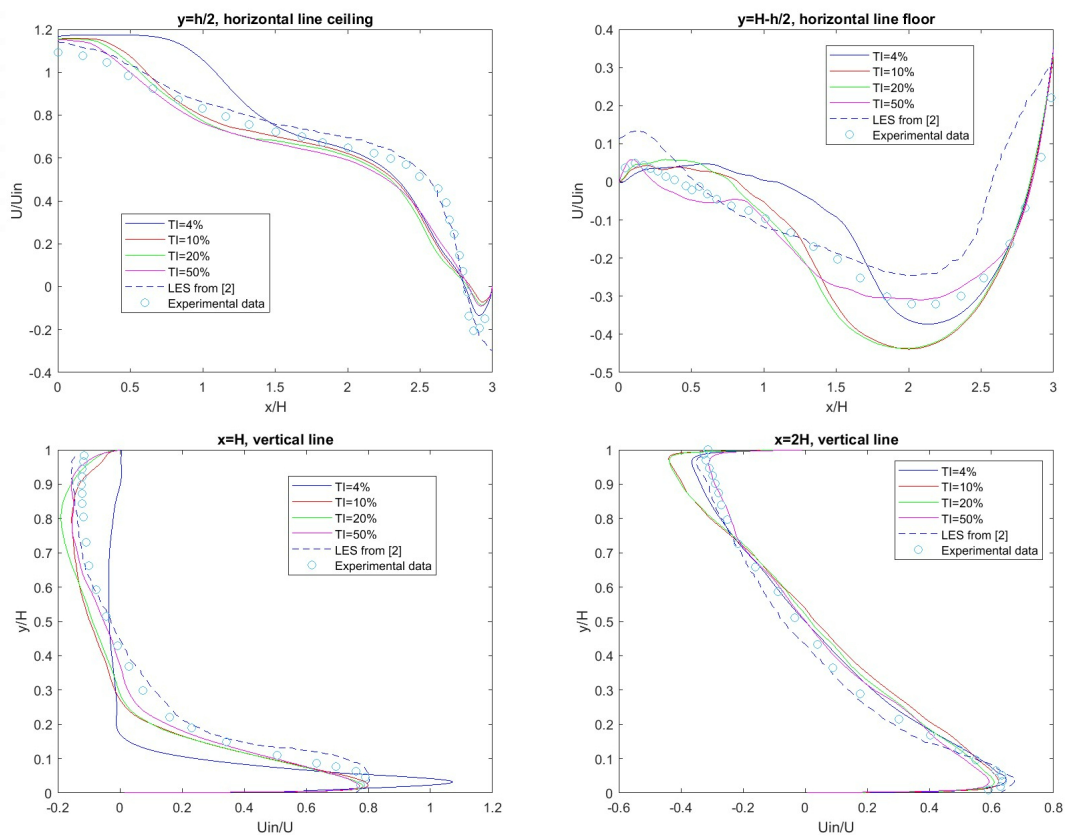 y=h/2, horizontal line ceiling
1.2
1
0.8
0.6
0.4
0.2
0
-0.2
-0.4
U/Uin
TI=4%
TI=10%
TI=20%
TI=50%
LES from [2]
Experimental data
0 0.5 1 1.5 2 2.5 3
x/H
y=H-h/2, horizontal line floor
0.4
0.3
0.2
0.1
0
-0.1
-0.2
-0.3
-0.4
-0.5
U/Uin
TI=4%
TI=10%
TI=20%
TI=50%
LES from [2]
Experimental data
0 0.5 1 1.5 2 2.5 3
x/H
x=H, vertical line
1
0.9
0.8
0.7
0.6
0.5
0.4
0.3
0.2
0.1
0
y/H
TI=4%
TI=10%
TI=20%
TI=50%
LES from [2]
Experimental data
-0.2 0 0.2 0.4 0.6 0.8 1 1.2
Uin/U
x=2H, vertical line
1
0.9
0.8
0.7
0.6
0.5
0.4
0.3
0.2
0.1
0
y/H
TI=4%
TI=10%
TI=20%
TI=50%
LES from [2]
Experimental data
-0.6 -0.4 -0.2 0 0.2 0.4 0.6 0.8
Uin/U